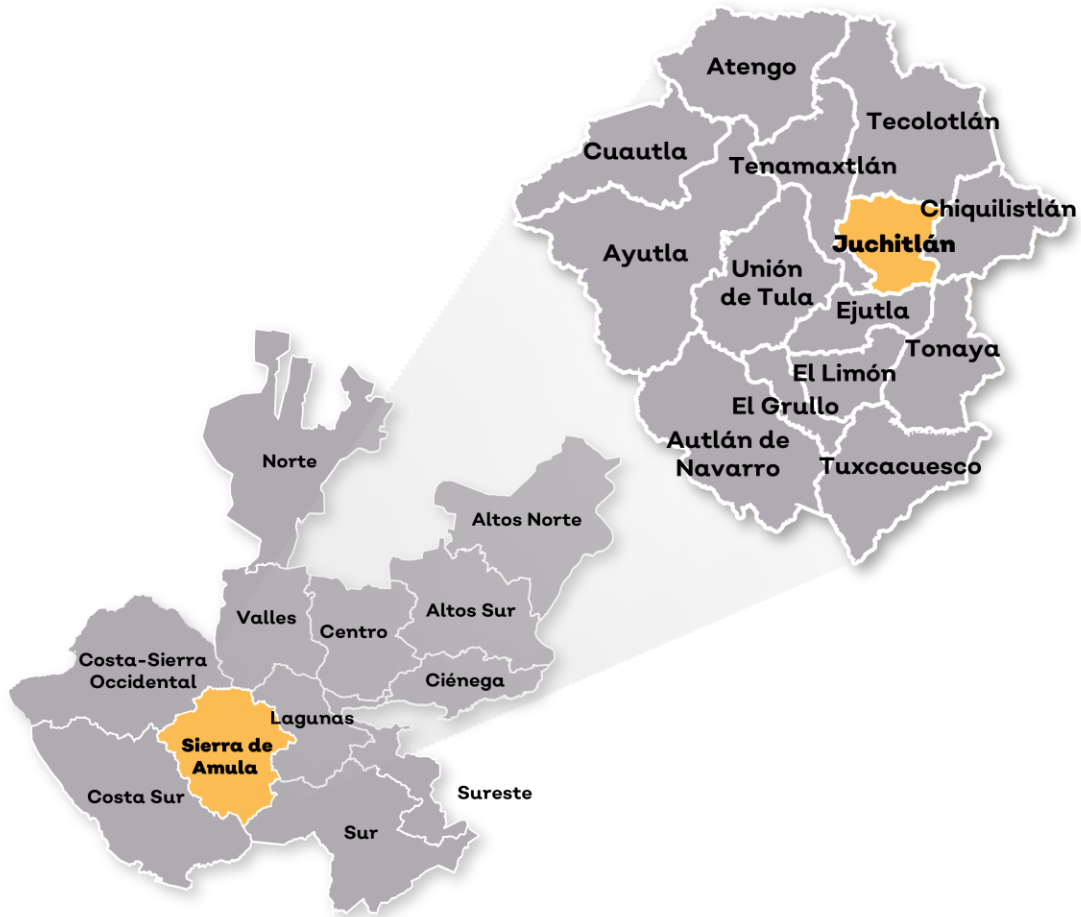 Atengo
Tecolotlán
Cuautla
Tenamaxtlán
Chiquilistlán
Juchitlán
Ayutla
Unión
de Tula
Ejutla
Tonaya
El Limón
El Grullo
Autlán de
Navarro
Tuxcacuesco
Norte
Altos Norte
Valles
Centro
Altos Sur
Costa-Sierra
Occidental
Ciénega
Lagunas
Sierra de
Amula
Costa Sur
Sureste
Sur